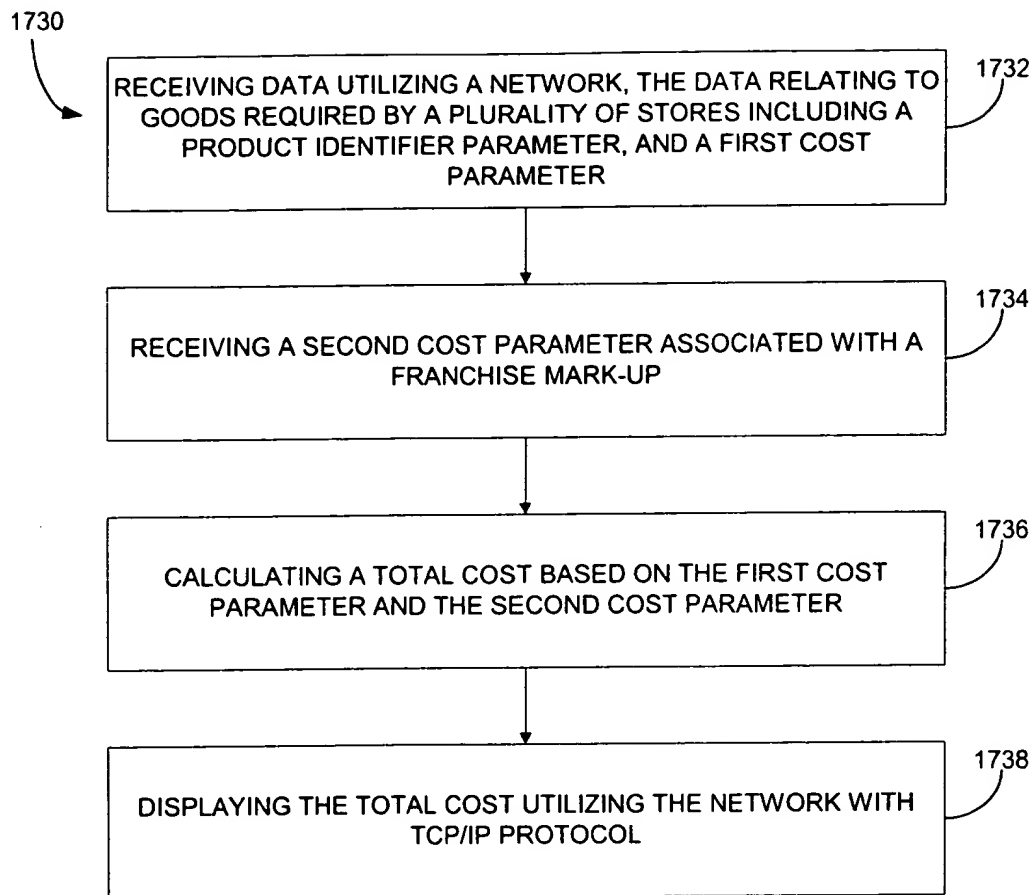 1730
RECEIVING DATA UTILIZING A NETWORK, THE DATA RELATING TO
GOODS REQUIRED BY A PLURALITY OF STORES INCLUDING A
PRODUCT IDENTIFIER PARAMETER, AND A FIRST COST
PARAMETER
1732
RECEIVING A SECOND COST PARAMETER ASSOCIATED WITH A
FRANCHISE MARK-UP
1734
CALCULATING A TOTAL COST BASED ON THE FIRST COST
PARAMETER AND THE SECOND COST PARAMETER
1736
DISPLAYING THE TOTAL COST UTILIZING THE NETWORK WITH
TCP/IP PROTOCOL
1738